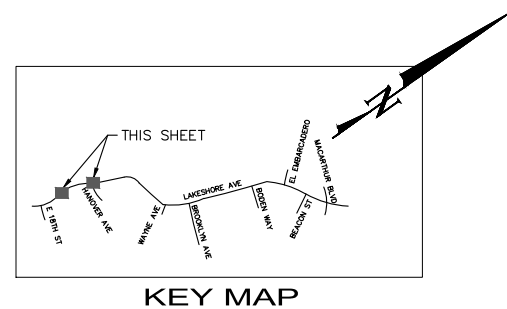 N
THIS SHEET
EL EMBARCADERO
MACARTHUR BLVD
LAKESHORE AVE
E 18TH ST
HANOVER AVE
WAYNE AVE
BROOKLYN AVE
BODEN WAY
BEACON ST
KEY MAP